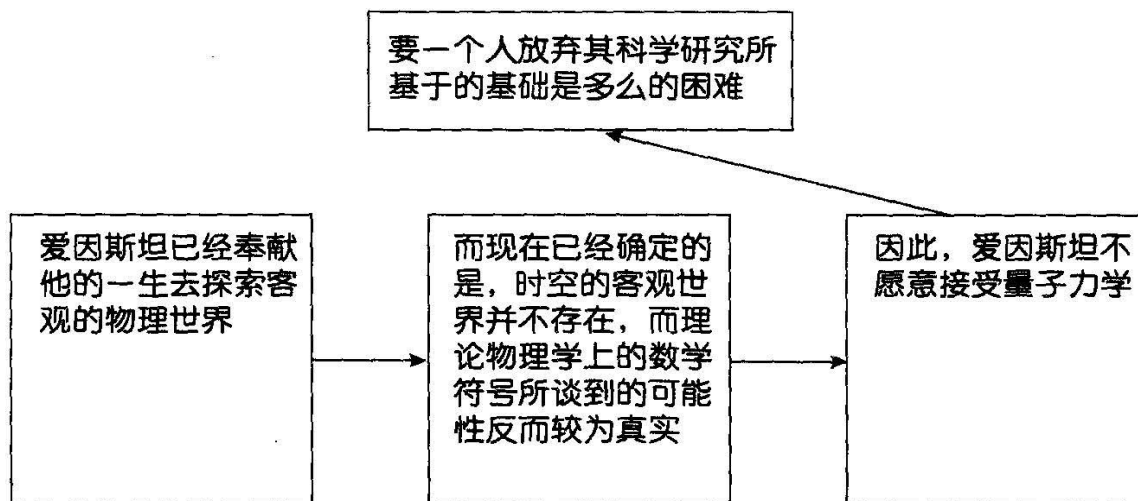 要一个人放弃其科学研究所
基于的基础是多么的困难
爱因斯坦已经奉献
他的一生去探索客
观的物理世界
而现在已经确定的
是，时空的客观世
界并不存在，而理
论物理学上的数学
符号所谈到的可能
性反而较为真实
因此，爱因斯坦不
愿意接受量子力学